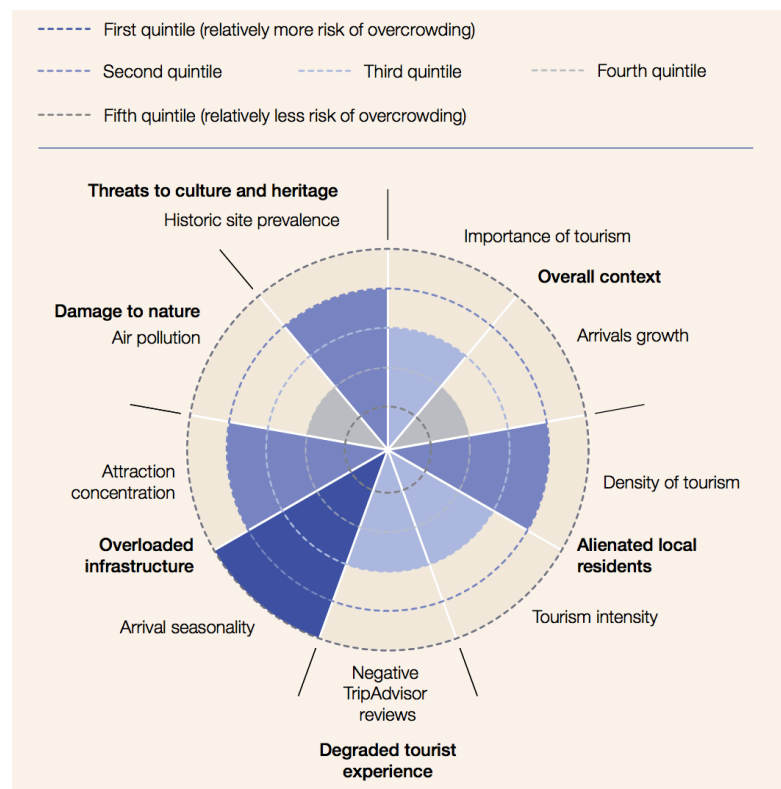 First quintile (relatively more risk of overcrowding)
Second quintile
Third quintile
Fourth quintile
Fifth quintile (relatively less risk of overcrowding)
Threats to culture and heritage
Historic site prevalence
Importance of tourism
Overall context
Arrivals growth
Damage to nature
Air pollution
Density of tourism
Attraction
concentration
Overloaded
infrastructure
Alienated local
residents
Tourism intensity
Arrival seasonality
Negative
TripAdvisor
reviews
Degraded tourist
experience